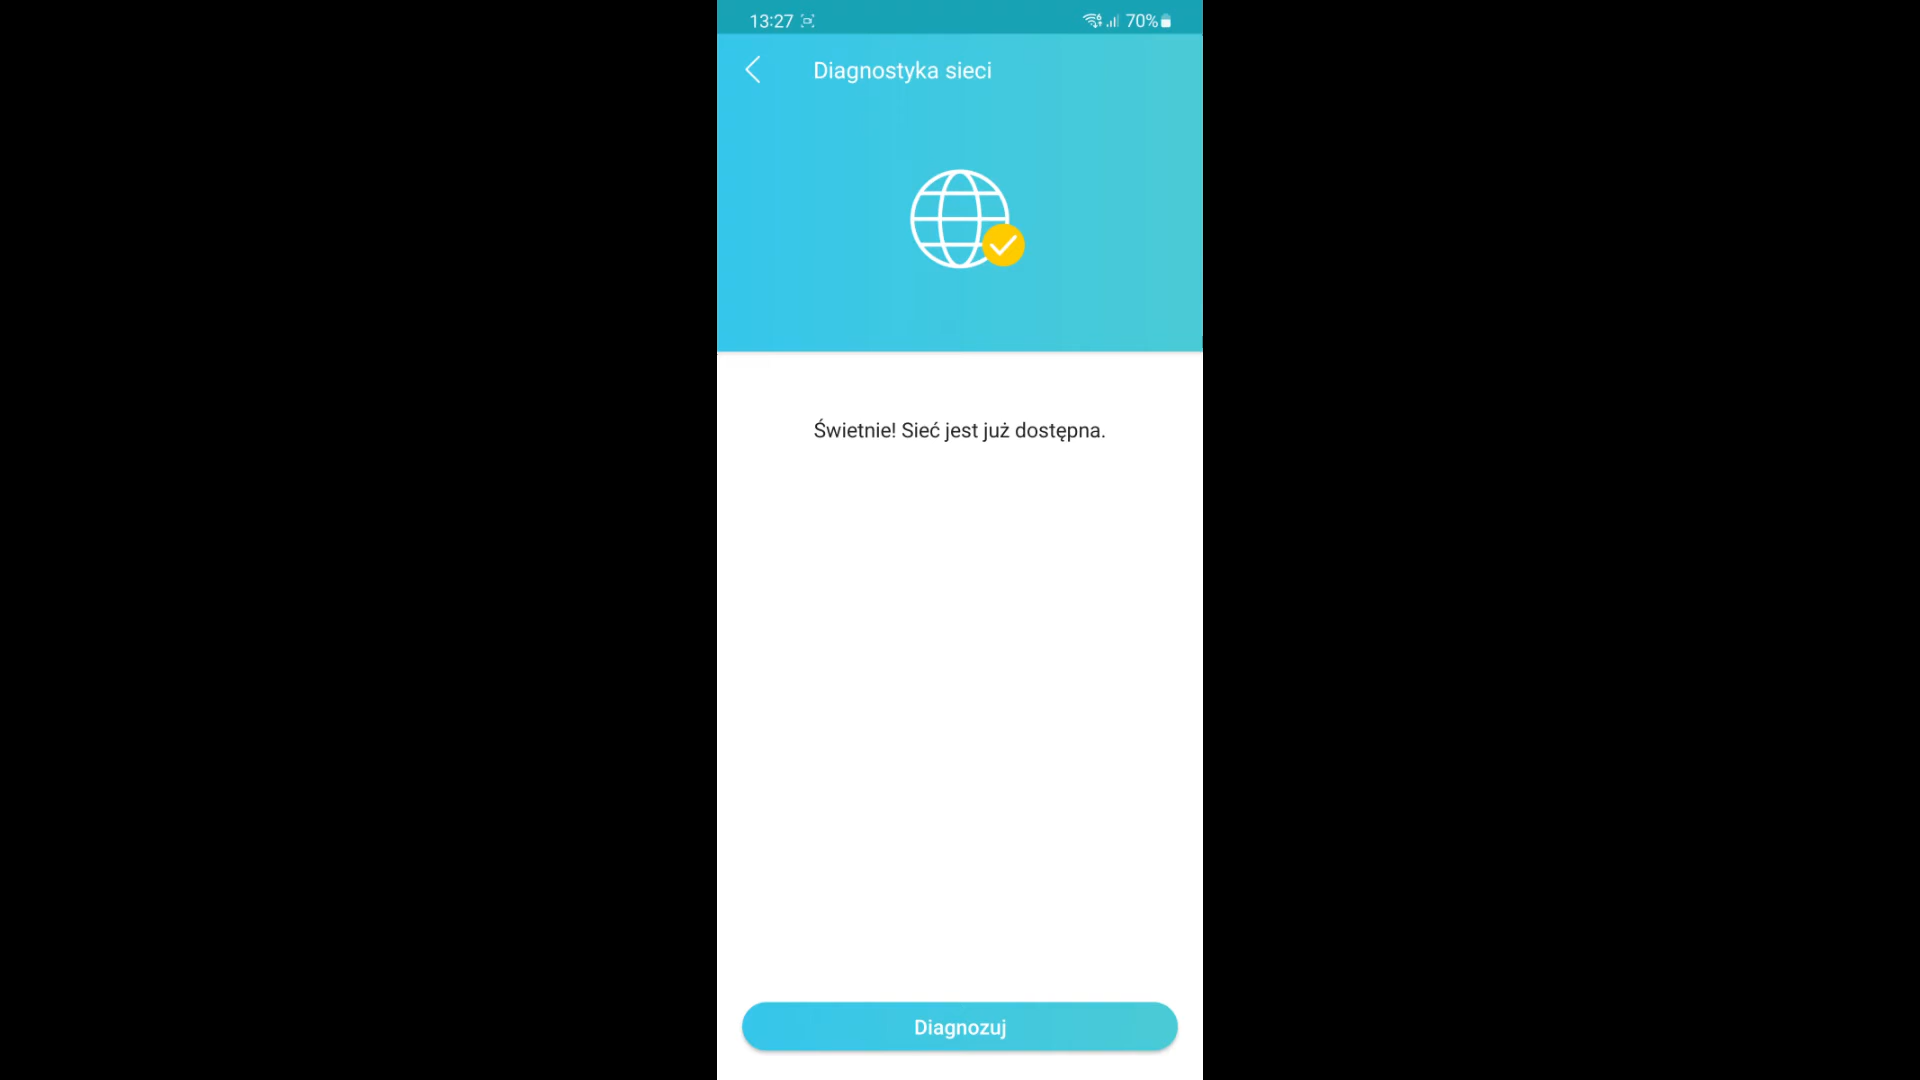 13:27
70%
Diagnostyka sieci
Świetnie! Sieć jest już dostępna.
Diagnozuj